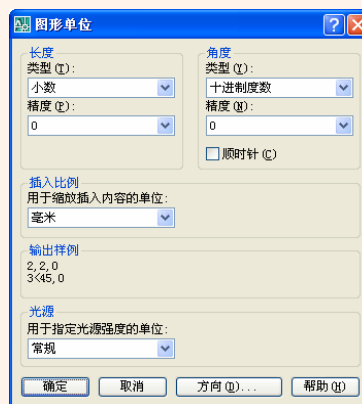 图形单位
长度
类型(T):
小数
精度(P):
0
角度
类型(Y):
十进制度数
精度(N):
0
顺时针(C)
插入比例
用于缩放插入内容的单位:
毫米
输出样例
2,2,0
3<45,0
光源
用于指定光源强度的单位:
常规
确定 取消 方向(D)... 帮助(H)